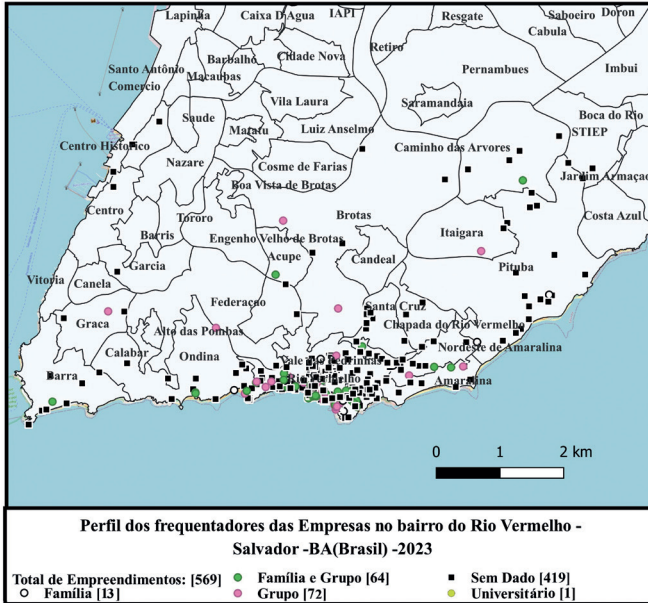 Lapinha Caixa D'Agua IAPI Resgate Saboeiro Doron
Cabula
Retiro
Barbalho Cidade Nova
Santo Antônio
Macaubas Pernambues Imbui
Comercio
Vila Laura Saramandaia
Saude Boca do Rio
Matatu Luiz Anselmo STIEP
Centro Histórico Caminho das Arvores
Nazare Cosme de Farias
Jardim Armaçao
Boa Vista de Brotas
Centro Tororo Brotas Costa Azul
Barris Engenho Velho de Brotas Itaigara
Garcia Acupe Candeal Pituba
Vitoria
Canela
Federaçao Santa Cruz
Graca Alto das Pombas Chapada do Rio Vermelho
Calabar Ondina Nordeste de Amaralina
Barra Amaralina
0 1 2 km
Perfil dos frequentadores das Empresas no bairro do Rio Vermelho -
Salvador -BA(Brasil) -2023
Total de Empreendimentos: [569] Família e Grupo [64] Sem Dado [419]
Família [13] Grupo [72] Universitário [1]